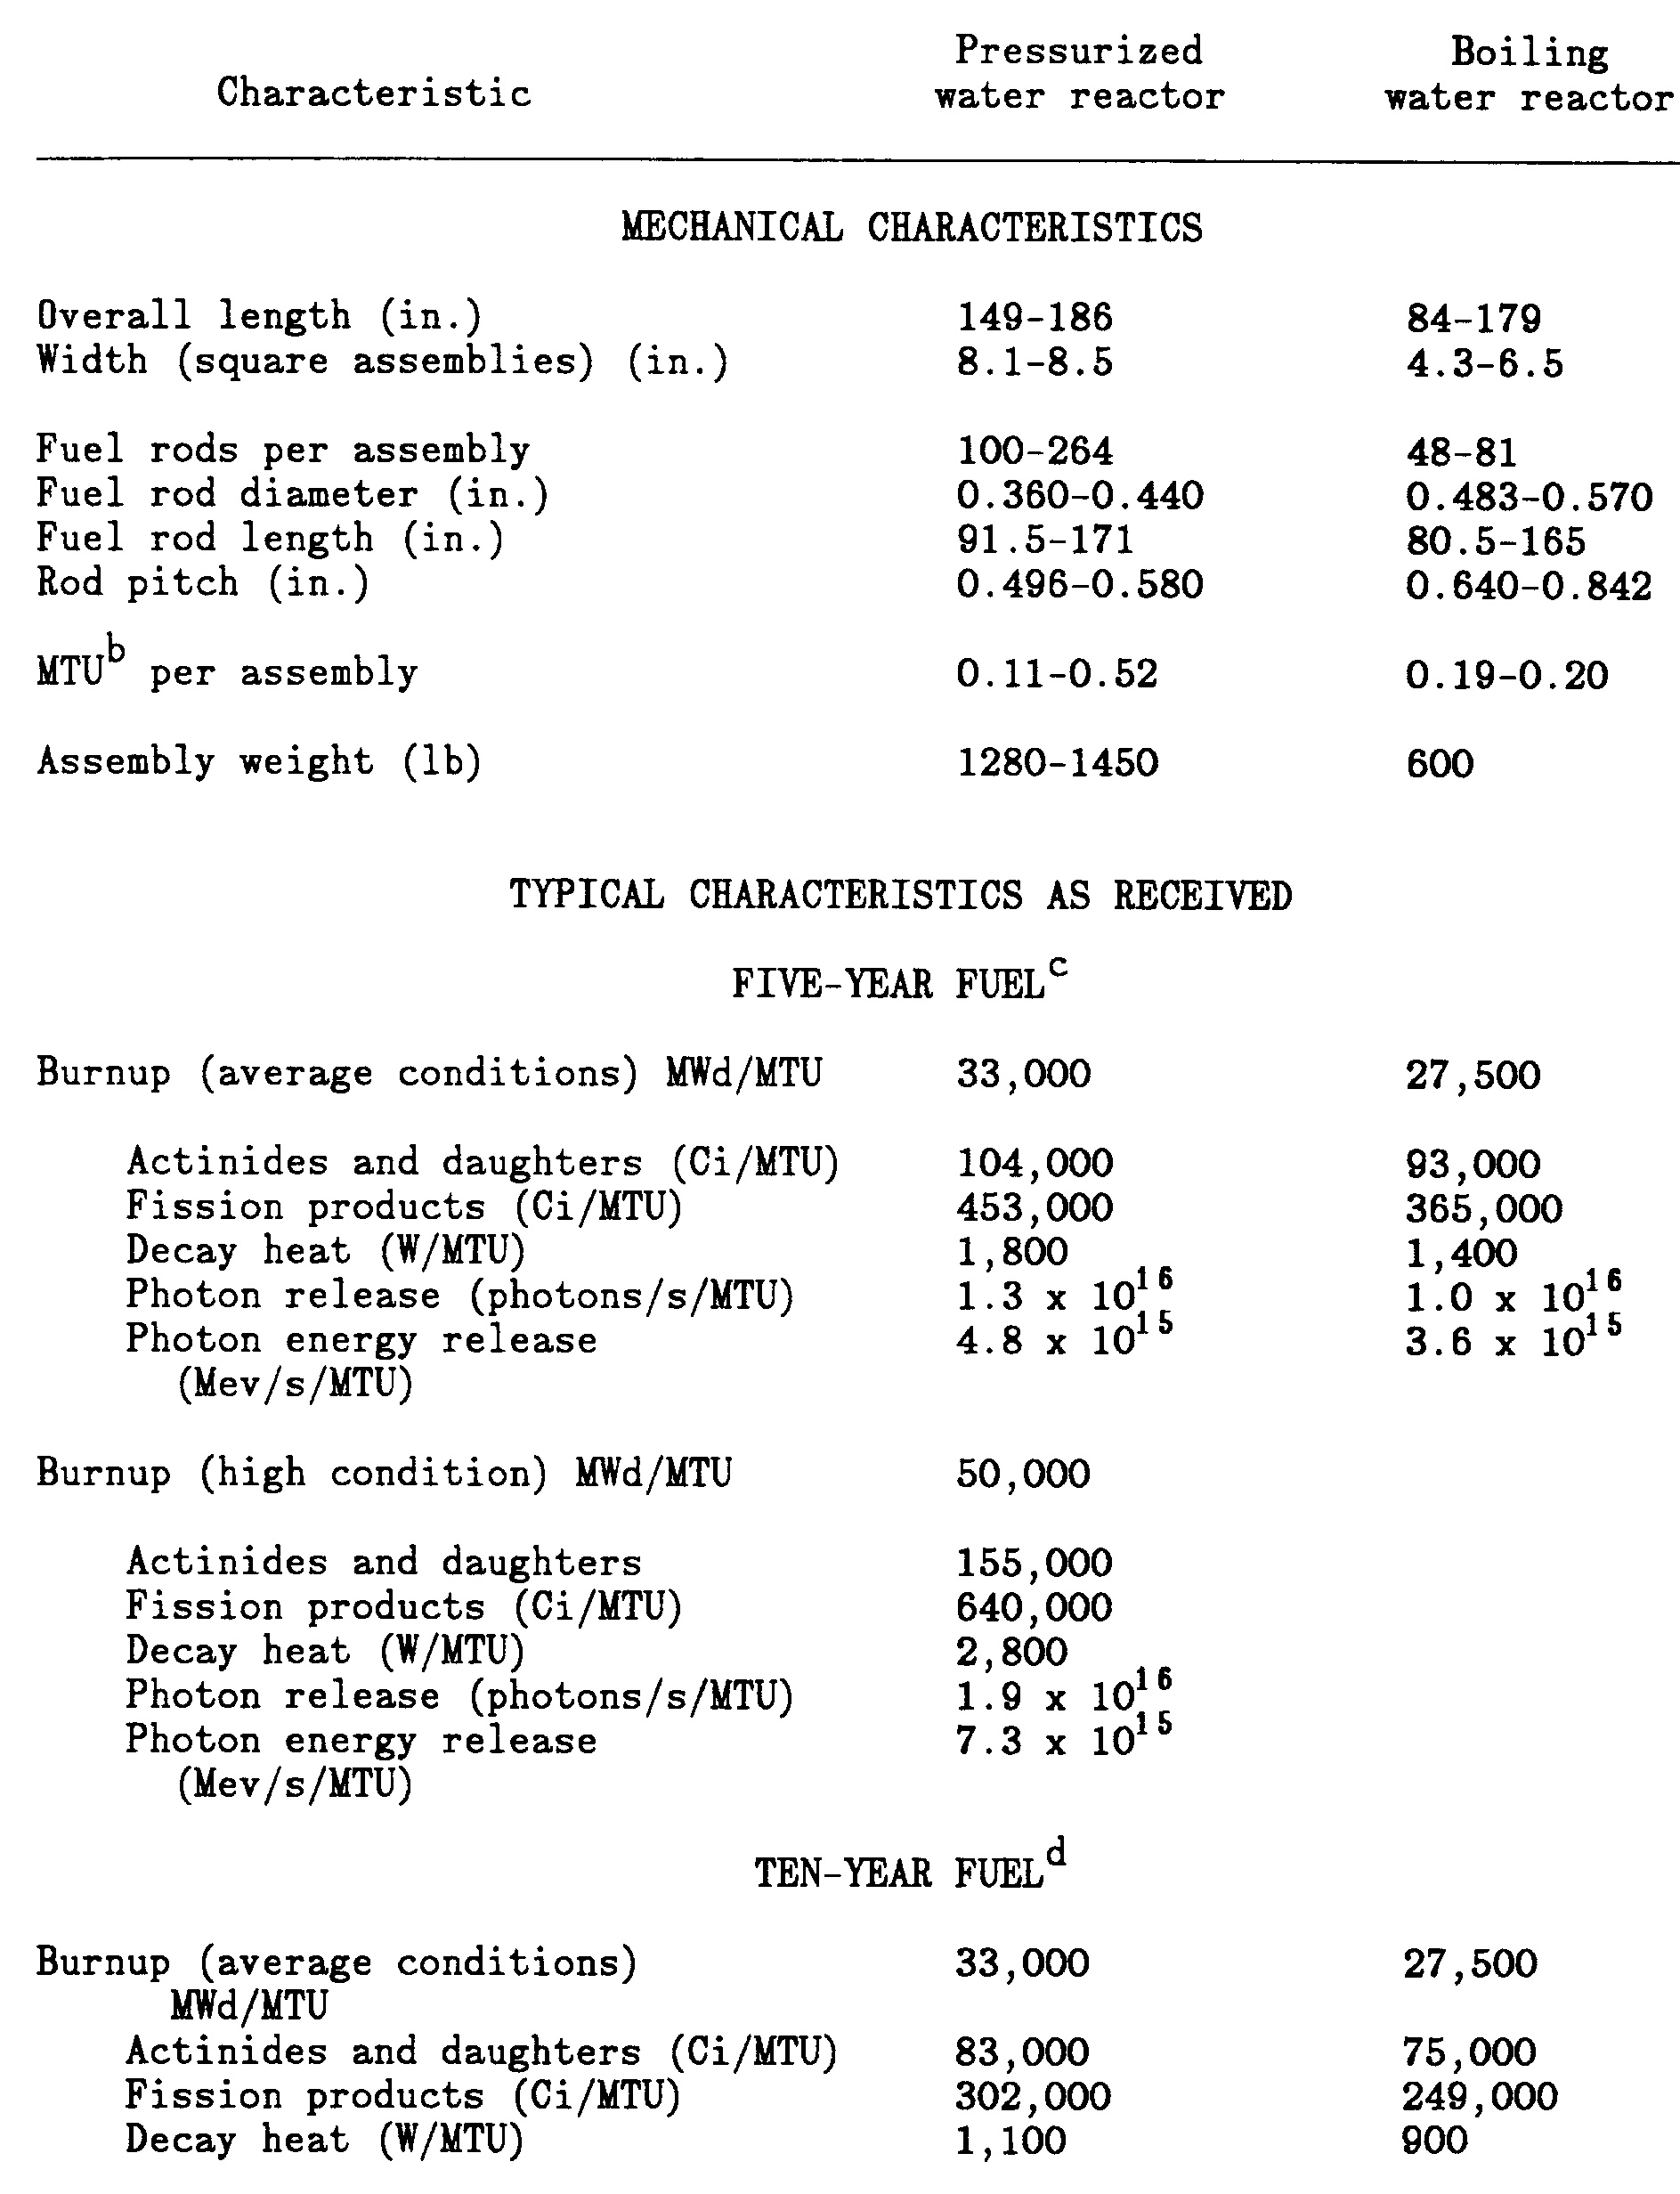 Characteristic Pressurized water reactor Boiling water reactor
MECHANICAL CHARACTERISTICS
Overall length (in.) 149-186 84-179
Width (square assemblies) (in.) 8.1-8.5 4.3-6.5
Fuel rods per assembly 100-264 48-81
Fuel rod diameter (in.) 0.360-0.440 0.483-0.570
Fuel rod length (in.) 91.5-171 80.5-165
Rod pitch (in.) 0.496-0.580 0.640-0.842
MTU^b per assembly 0.11-0.52 0.19-0.20
Assembly weight (lb) 1280-1450 600
TYPICAL CHARACTERISTICS AS RECEIVED
FIVE-YEAR FUEL^c
Burnup (average conditions) MWd/MTU 33,000 27,500
Actinides and daughters (Ci/MTU) 104,000 93,000
Fission products (Ci/MTU) 453,000 365,000
Decay heat (W/MTU) 1,800 1,400
Photon release (photons/s/MTU) 1.3 x 10^16 1.0 x 10^16
Photon energy release 4.8 x 10^15 3.6 x 10^15
(Mev/s/MTU)
Burnup (high condition) MWd/MTU 50,000
Actinides and daughters 155,000
Fission products (Ci/MTU) 640,000
Decay heat (W/MTU) 2,800
Photon release (photons/s/MTU) 1.9 x 10^16
Photon energy release 7.3 x 10^15
(Mev/s/MTU)
TEN-YEAR FUEL^d
Burnup (average conditions) 33,000 27,500
MWd/MTU
Actinides and daughters (Ci/MTU) 83,000 75,000
Fission products (Ci/MTU) 302,000 249,000
Decay heat (W/MTU) 1,100 900